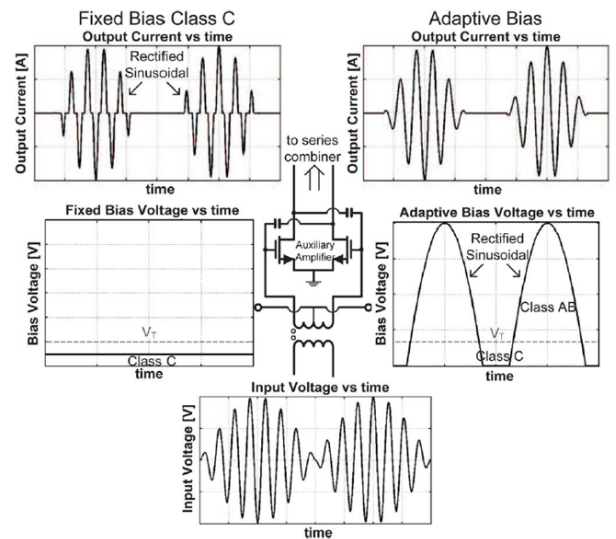 Fixed Bias Class C
Output Current vs time
Output Current [A]
Rectified
Sinusoidal
time
Adaptive Bias
Output Current vs time
Output Current [A]
time
to series
combiner
Fixed Bias Voltage vs time
Bias Voltage [V]
V_T
Class C
time
Auxiliary
Amplifier
Adaptive Bias Voltage vs time
Bias Voltage [V]
Rectified
Sinusoidal
Class AB
V_T
Class C
time
Input Voltage vs time
Input Voltage [V]
time